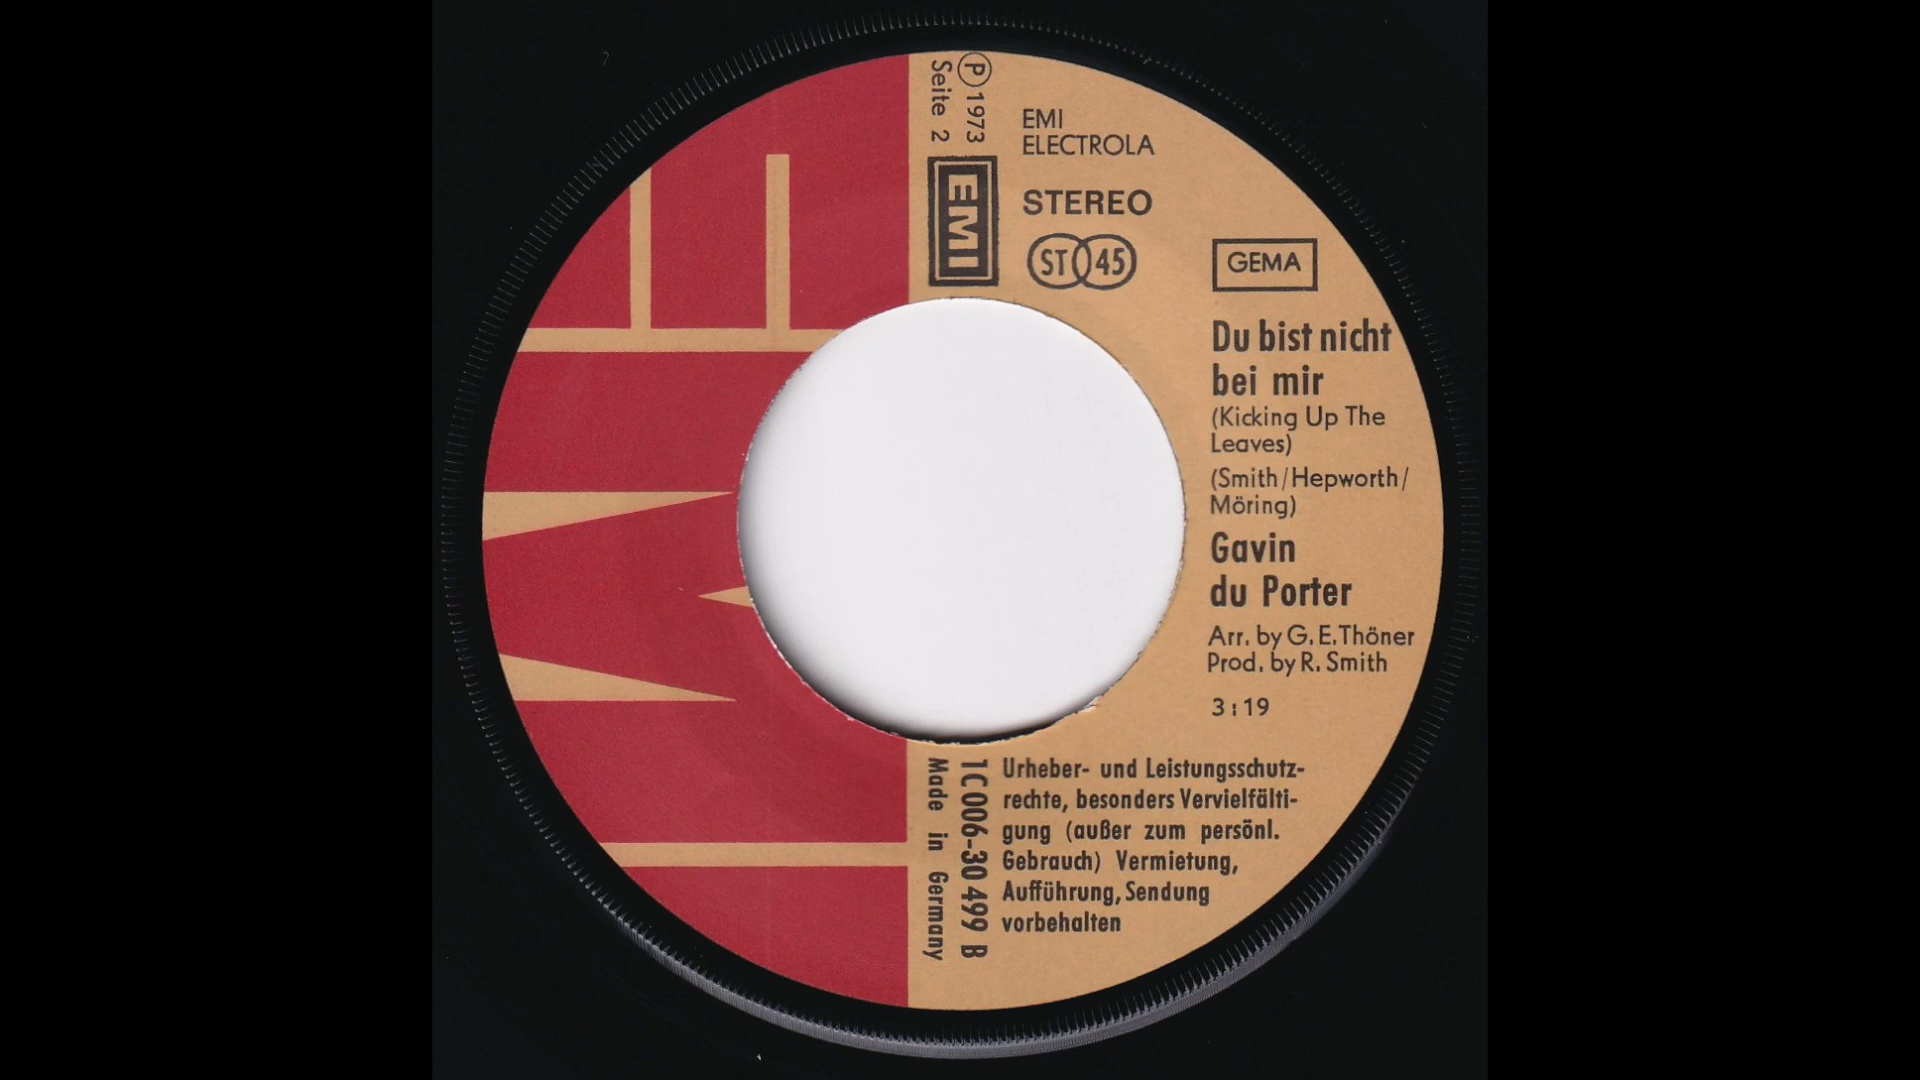 Ⓟ 1973
Seite 2
EMI
EMI
ELECTROLA
STEREO
ST 45
GEMA
Du bist nicht
bei mir
(Kicking Up The
Leaves)
(Smith/Hepworth/
Möring)
Gavin
du Porter
Arr. by G. E. Thöner
Prod. by R. Smith
3:19
1C 006-30 499 B
Made in Germany
Urheber- und Leistungsschutz-
rechte, besonders Vervielfälti-
gung (außer zum persönl.
Gebrauch) Vermietung,
Aufführung, Sendung
vorbehalten